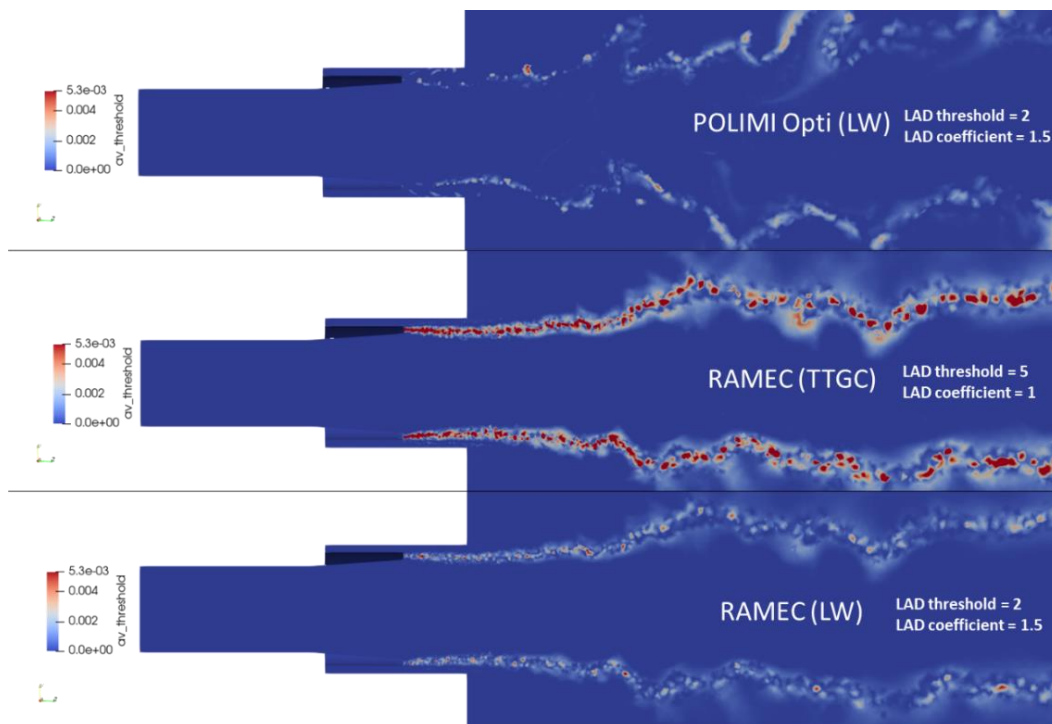 5.3e-03
0.004
0.002
0.0e+00
av_threshold
POLIMI Opti (LW)
LAD threshold = 2
LAD coefficient = 1.5
5.3e-03
0.004
0.002
0.0e+00
av_threshold
RAMEC (TTGC)
LAD threshold = 5
LAD coefficient = 1
5.3e-03
0.004
0.002
0.0e+00
av_threshold
RAMEC (LW)
LAD threshold = 2
LAD coefficient = 1.5